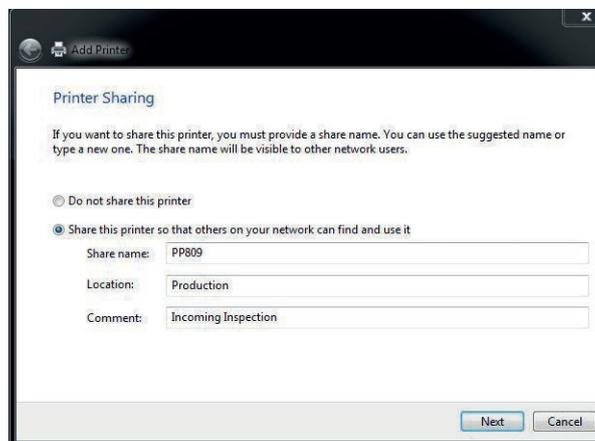 x
Add Printer
Printer Sharing
If you want to share this printer, you must provide a share name. You can use the suggested name or
type a new one. The share name will be visible to other network users.
Do not share this printer
Share this printer so that others on your network can find and use it
Share name: PP809
Location: Production
Comment: Incoming Inspection
Next Cancel